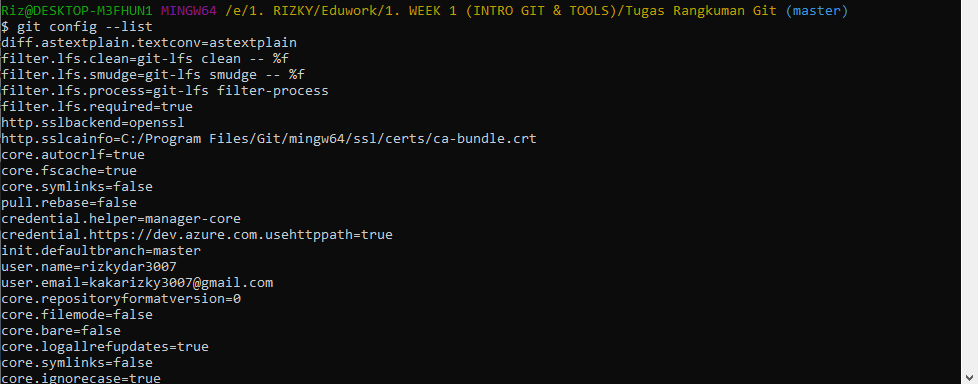 Riz@DESKTOP-M3FHUN1 MINGW64 /e/1. RIZKY/Eduwork/1. WEEK 1 (INTRO GIT & TOOLS)/Tugas Rangkuman Git (master)
$ git config --list
diff.astextplain.textconv=astextplain
filter.lfs.clean=git-lfs clean -- %f
filter.lfs.smudge=git-lfs smudge -- %f
filter.lfs.process=git-lfs filter-process
filter.lfs.required=true
http.sslbackend=openssl
http.sslcainfo=C:/Program Files/Git/mingw64/ssl/certs/ca-bundle.crt
core.autocrlf=true
core.fscache=true
core.symlinks=false
pull.rebase=false
credential.helper=manager-core
credential.https://dev.azure.com.usehttppath=true
init.defaultbranch=master
user.name=rizkydar3007
user.email=kakarizky3007@gmail.com
core.repositoryformatversion=0
core.filemode=false
core.bare=false
core.logallrefupdates=true
core.symlinks=false
core.ignorecase=true